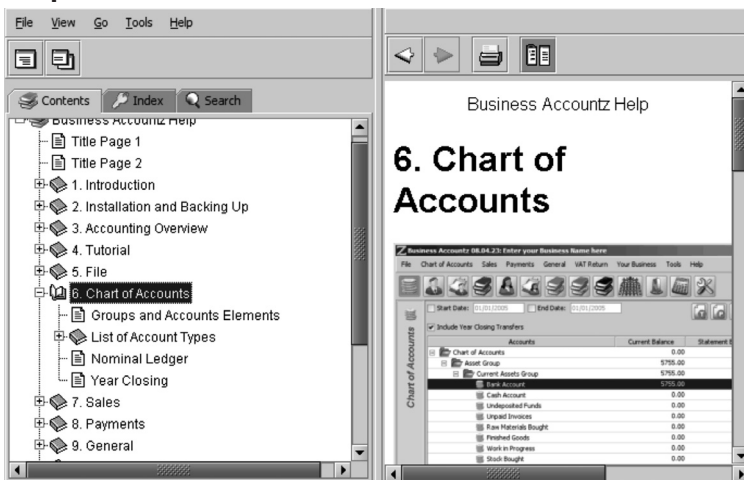 File View Go Tools Help
Contents Index Search
Business Accountz Help
Title Page 1
Title Page 2
1. Introduction
2. Installation and Backing Up
3. Accounting Overview
4. Tutorial
5. File
6. Chart of Accounts
Groups and Accounts Elements
List of Account Types
Nominal Ledger
Year Closing
7. Sales
8. Payments
9. General
Business Accountz Help
6. Chart of
Accounts
Business Accountz 08.04.23: Enter your Business Name here
File Chart of Accounts Sales Payments General VAT Return Your Business Tools Help
Start Date: 01/01/2005 End Date: 01/01/2005
Include Year Closing Transfers
Chart of Accounts
Accounts Current Balance Statement
Chart of Accounts 0.00
Asset Group 5755.00
Current Assets Group 5755.00
Bank Account 5755.00
Cash Account 0.00
Undeposited Funds 0.00
Unpaid Invoices 0.00
Raw Materials Bought 0.00
Finished Goods 0.00
Work in Progress 0.00
Stock Bought 0.00